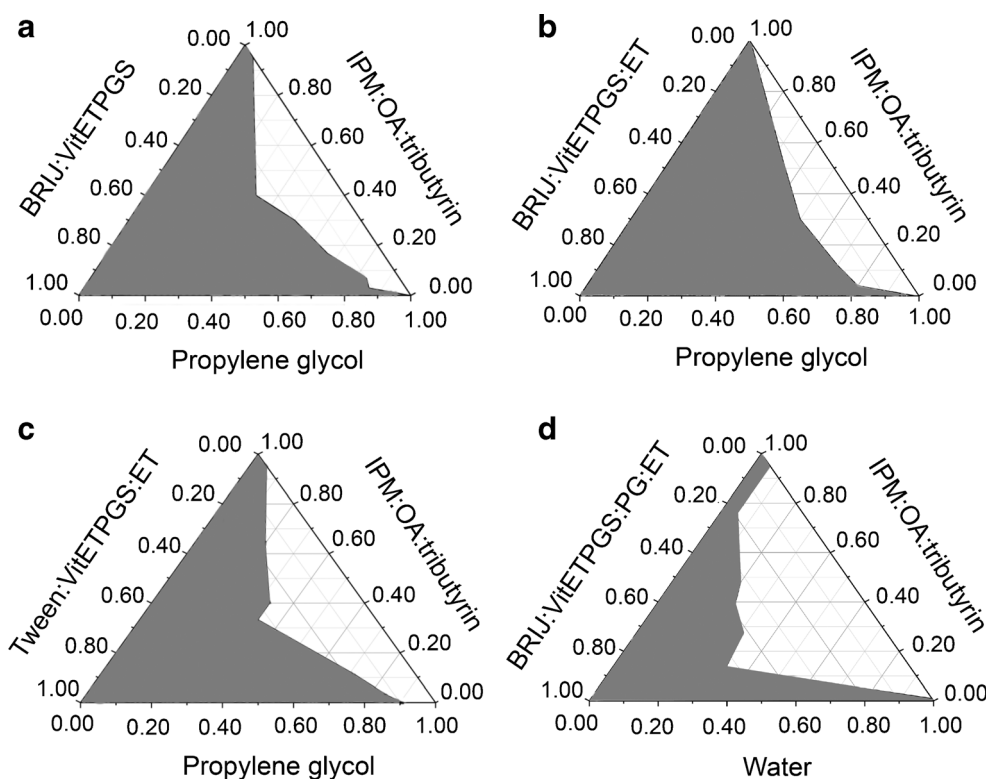 a
0.00 1.00
0.20 0.80
0.40 0.60
0.60 0.40
0.80 0.20
1.00 0.00
0.00 0.20 0.40 0.60 0.80 1.00
BRIJ:VitETPGS
IPM:OA:tributyrin
Propylene glycol
b
0.00 1.00
0.20 0.80
0.40 0.60
0.60 0.40
0.80 0.20
1.00 0.00
0.00 0.20 0.40 0.60 0.80 1.00
BRIJ:VitETPGS:ET
IPM:OA:tributyrin
Propylene glycol
c
0.00 1.00
0.20 0.80
0.40 0.60
0.60 0.40
0.80 0.20
1.00 0.00
0.00 0.20 0.40 0.60 0.80 1.00
Tween:VitETPGS:ET
IPM:OA:tributyrin
Propylene glycol
d
0.00 1.00
0.20 0.80
0.40 0.60
0.60 0.40
0.80 0.20
1.00 0.00
0.00 0.20 0.40 0.60 0.80 1.00
BRIJ:VitETPGS:PG:ET
IPM:OA:tributyrin
Water